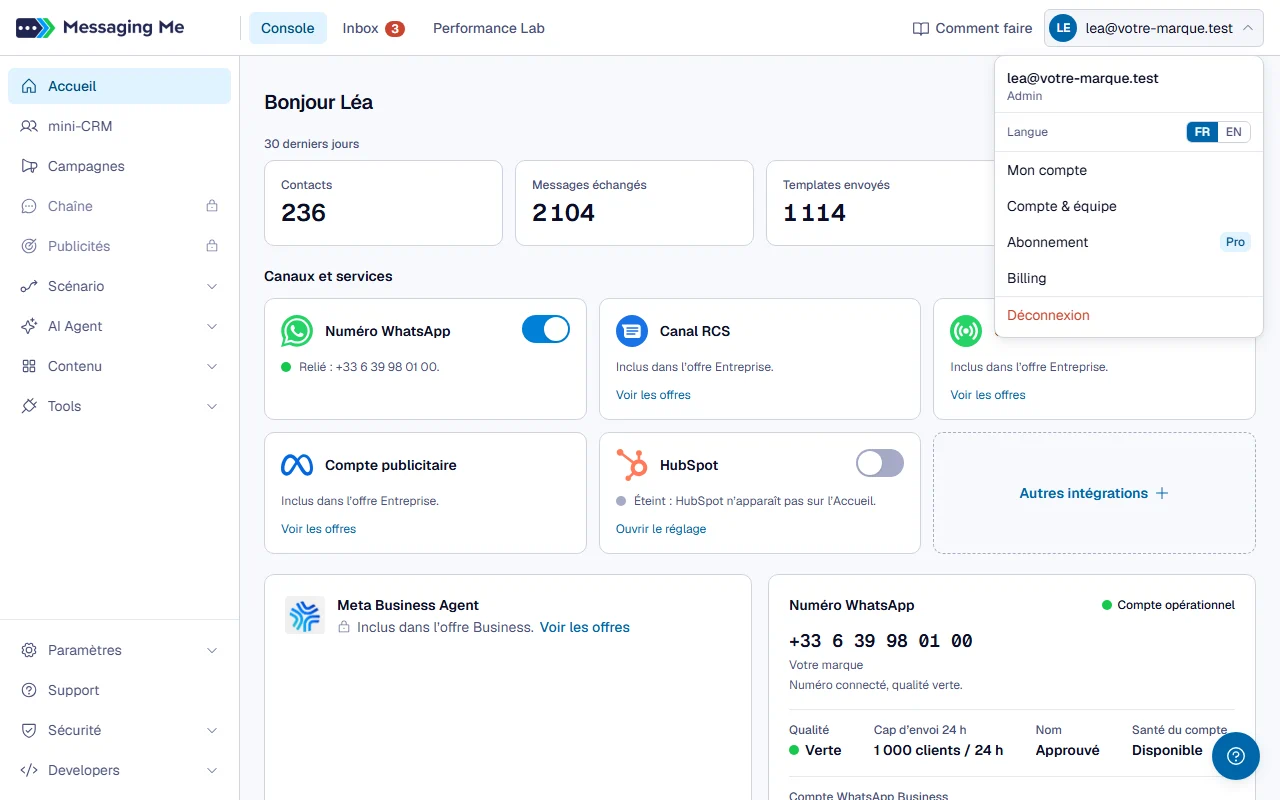 Messaging Me
Console
Inbox 3
Performance Lab
Comment faire
LE lea@votre-marque.test
Accueil
mini-CRM
Campagnes
Chaîne
Publicités
Scénario
AI Agent
Contenu
Tools
Paramètres
Support
Sécurité
Developers
lea@votre-marque.test
Admin
Langue FR EN
Mon compte
Compte & équipe
Abonnement Pro
Billing
Déconnexion
Bonjour Léa
30 derniers jours
Contacts
236
Messages échangés
2 104
Templates envoyés
1 114
Canaux et services
Numéro WhatsApp
Relié : +33 6 39 98 01 00.
Canal RCS
Inclus dans l’offre Entreprise.
Voir les offres
Inclus dans l’offre Entreprise.
Voir les offres
Compte publicitaire
Inclus dans l’offre Entreprise.
Voir les offres
HubSpot
Éteint : HubSpot n’apparaît pas sur l’Accueil.
Ouvrir le réglage
Autres intégrations +
Meta Business Agent
Inclus dans l’offre Business. Voir les offres
Numéro WhatsApp
Compte opérationnel
+33 6 39 98 01 00
Votre marque
Numéro connecté, qualité verte.
Qualité
Verte
Cap d’envoi 24 h
1 000 clients / 24 h
Nom
Approuvé
Santé du compte
Disponible
Compte WhatsApp Business